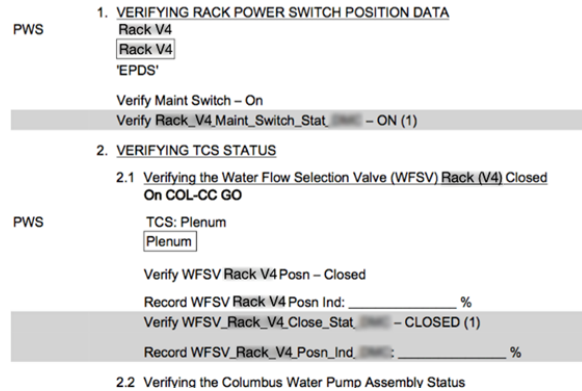 1. VERIFYING RACK POWER SWITCH POSITION DATA
PWS Rack V4
Rack V4
'EPDS'
Verify Maint Switch – On
Verify Rack_V4_Maint_Switch_Stat_ – ON (1)
2. VERIFYING TCS STATUS
2.1 Verifying the Water Flow Selection Valve (WFSV) Rack (V4) Closed
On COL-CC GO
PWS TCS: Plenum
Plenum
Verify WFSV Rack V4 Posn – Closed
Record WFSV Rack V4 Posn Ind: ______________ %
Verify WFSV_Rack_V4_Close_Stat_ – CLOSED (1)
Record WFSV_Rack_V4_Posn_Ind_ : ______________ %
2.2 Verifying the Columbus Water Pump Assembly Status